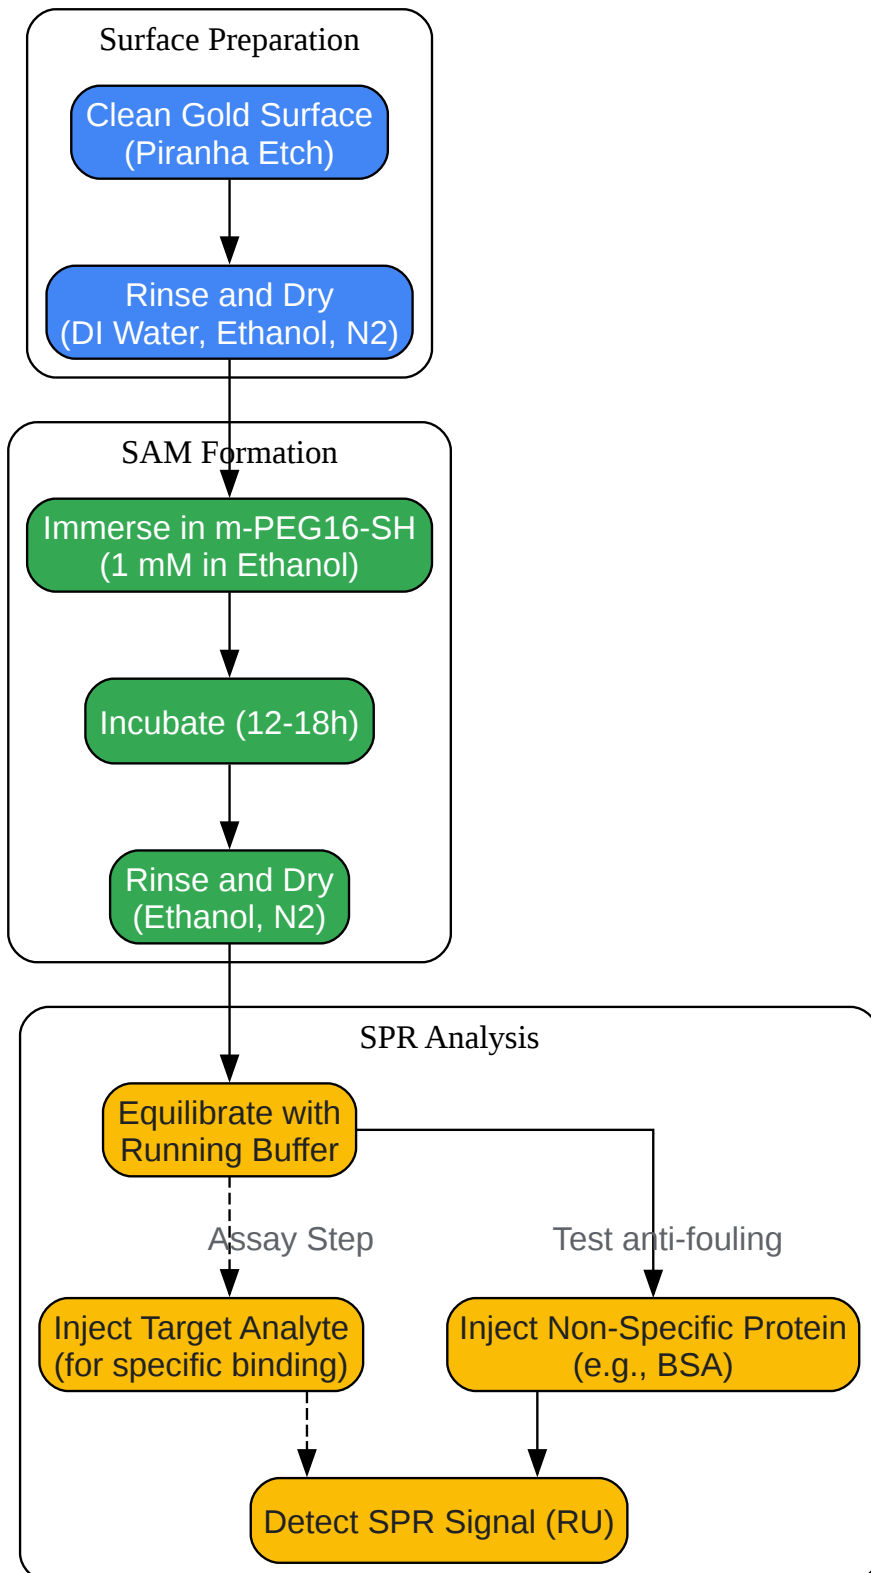 Surface Preparation
Clean Gold Surface
(Piranha Etch)
Rinse and Dry
(DI Water, Ethanol, N2)
SAM Formation
Immerse in m-PEG16-SH
(1 mM in Ethanol)
Incubate (12-18h)
Rinse and Dry
(Ethanol, N2)
SPR Analysis
Equilibrate with
Running Buffer
Assay Step
Test anti-fouling
Inject Target Analyte
(for specific binding)
Inject Non-Specific Protein
(e.g., BSA)
Detect SPR Signal (RU)